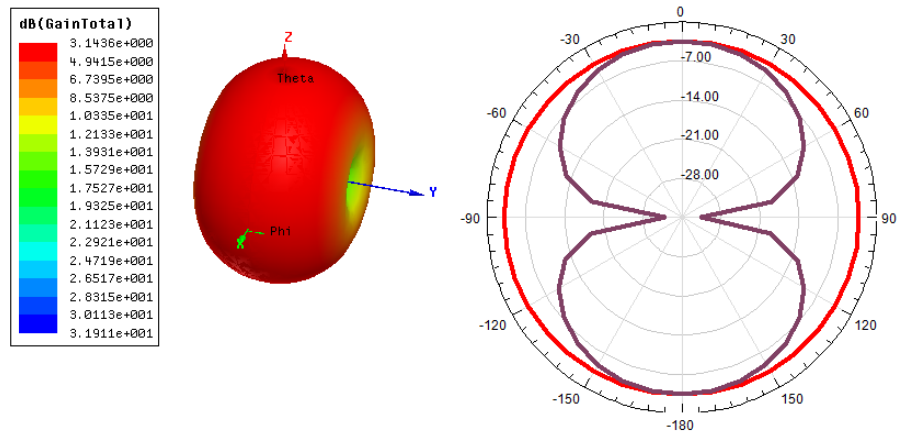 dB(GainTotal)
3.1436e+000
4.9415e+000
6.7395e+000
8.5375e+000
1.0335e+001
1.2133e+001
1.3931e+001
1.5729e+001
1.7527e+001
1.9325e+001
2.1123e+001
2.2921e+001
2.4719e+001
2.6517e+001
2.8315e+001
3.0113e+001
3.1911e+001
Z
Theta
Y
Phi
X
0
-30
30
-7.00
-60
60
-14.00
-21.00
-28.00
-90
90
-120
120
-150
150
-180